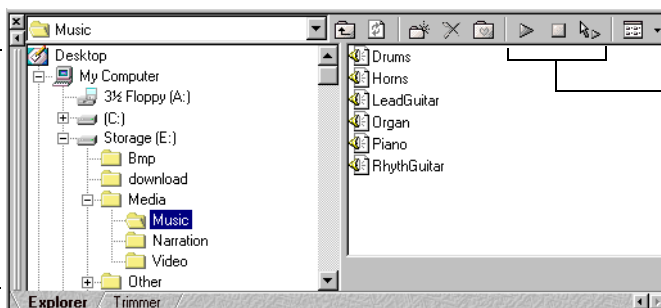 Music
Desktop
My Computer
3½ Floppy (A:)
(C:)
Storage (E:)
Bmp
download
Media
Music
Narration
Video
Other
Drums
Horns
LeadGuitar
Organ
Piano
RhythGuitar
Explorer
Trimmer